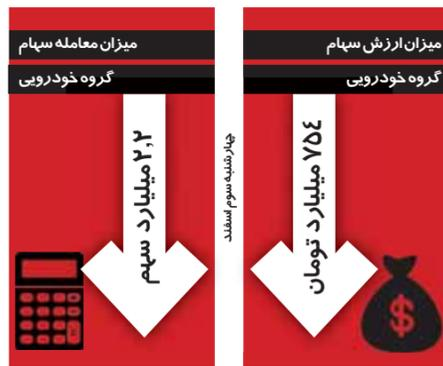 میزان ارزش سهام
گروه خودرویی
۷۵٤ میلیارد تومان
$
چهارشنبه سوم اسفند
میزان معامله سهام
گروه خودرویی
۲,۲ میلیارد سهم